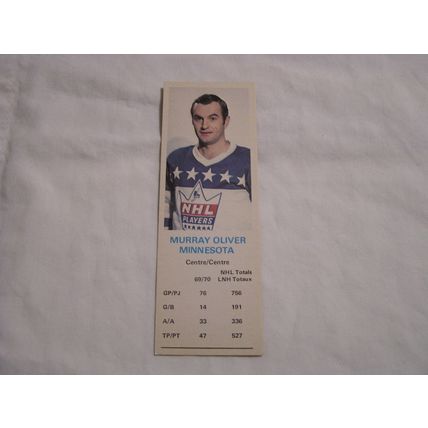 NHL
PLAYERS
MURRAY OLIVER
MINNESOTA
Centre/Centre
NHL Totals
69/70 LNH Totaux
GP/PJ 76 756
G/B 14 191
A/A 33 336
TP/PT 47 527